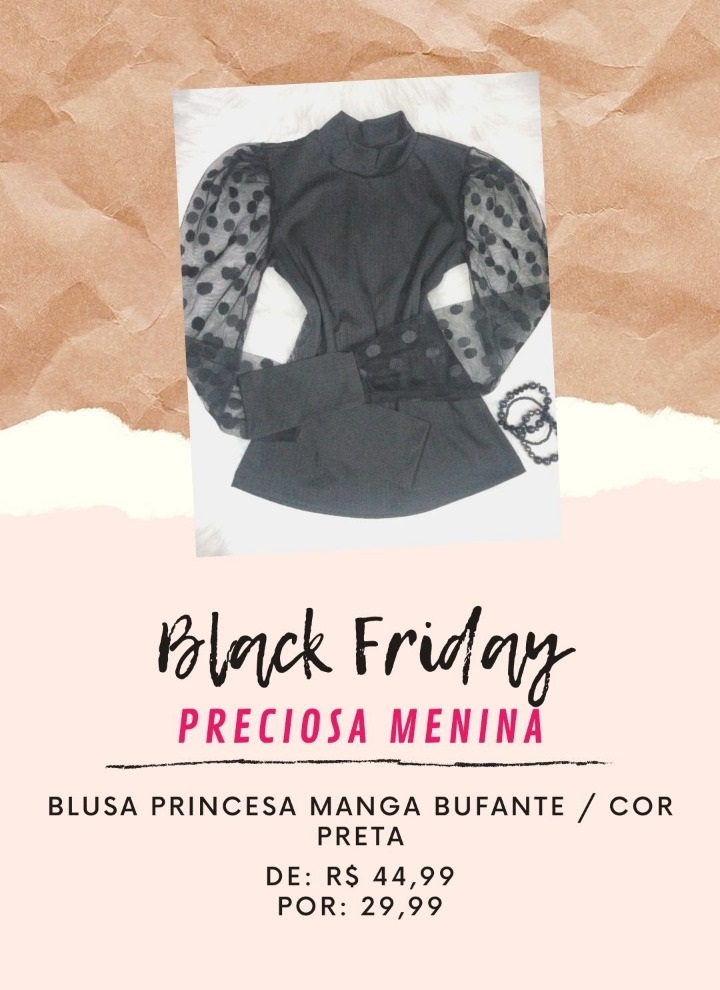 Black Friday
PRECIOSA MENINA
BLUSA PRINCESA MANGA BUFANTE / COR
PRETA
DE: R$ 44,99
POR: 29,99